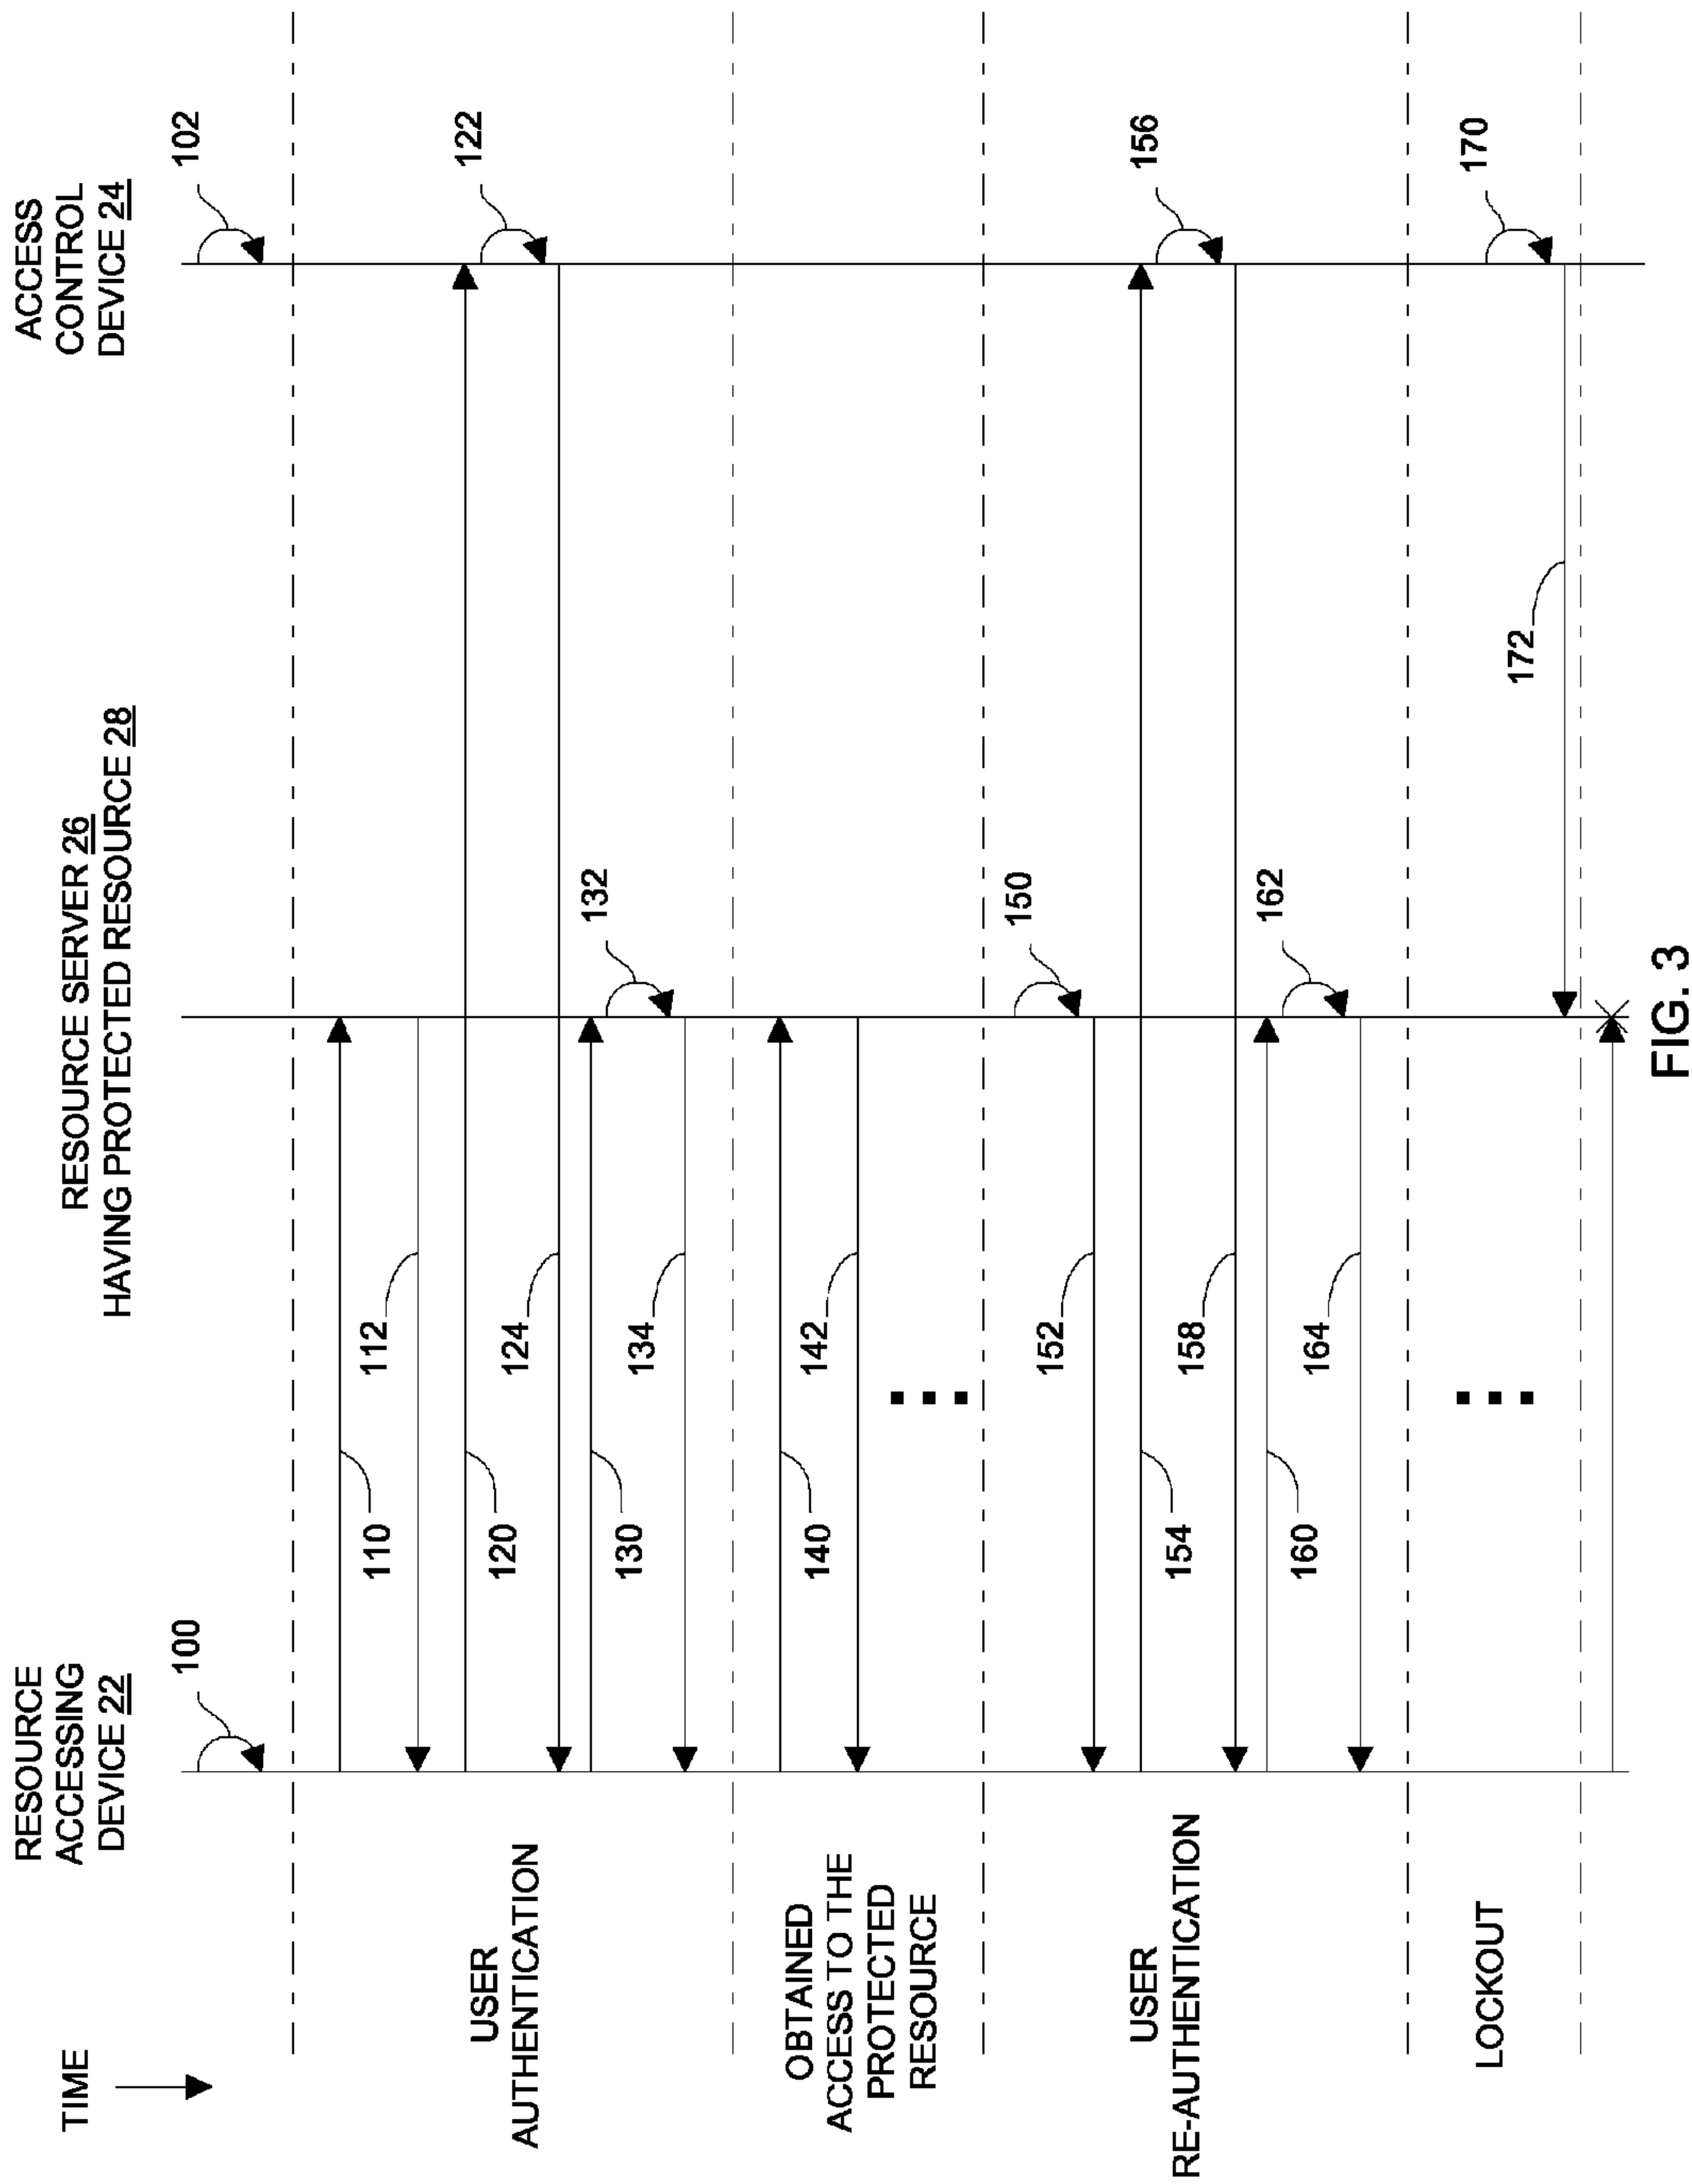 TIME
RESOURCE
ACCESSING
DEVICE 22
RESOURCE SERVER 26
HAVING PROTECTED RESOURCE 28
ACCESS
CONTROL
DEVICE 24
100
102
USER
AUTHENTICATION
110
112
120
122
124
130
132
134
OBTAINED
ACCESS TO THE
PROTECTED
RESOURCE
140
142
USER
RE-AUTHENTICATION
150
152
154
156
158
160
162
164
LOCKOUT
170
172
FIG. 3